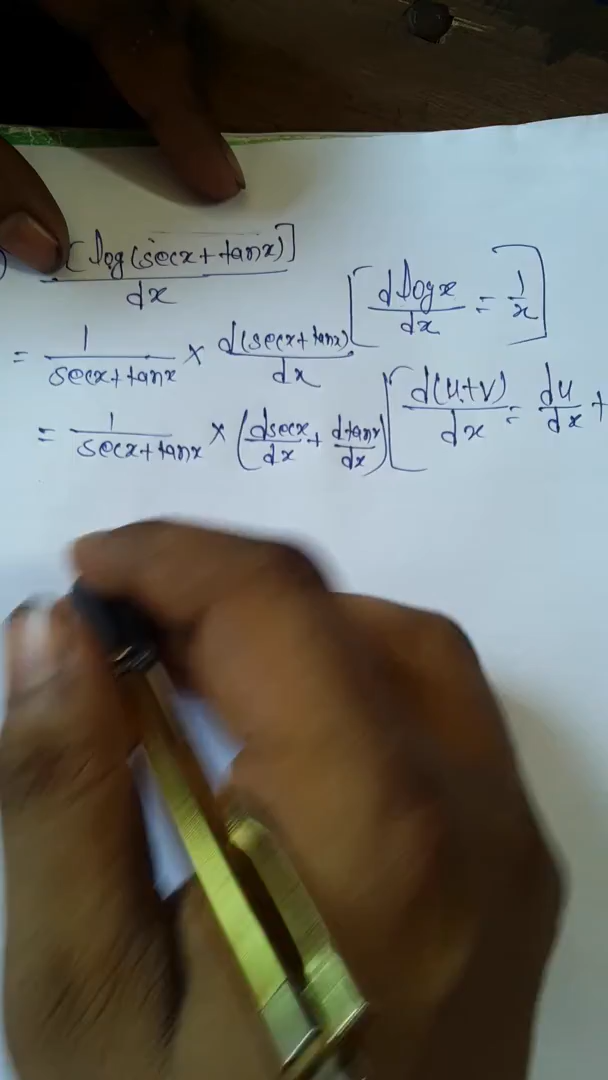 ) [log(secx+tanx)] / dx
= 1/(secx+tanx) × d(secx+tanx)/dx [dlogx/dx = 1/x]
= 1/(secx+tanx) × (dsecx/dx + dtanx/dx) [d(u+v)/dx = du/dx +